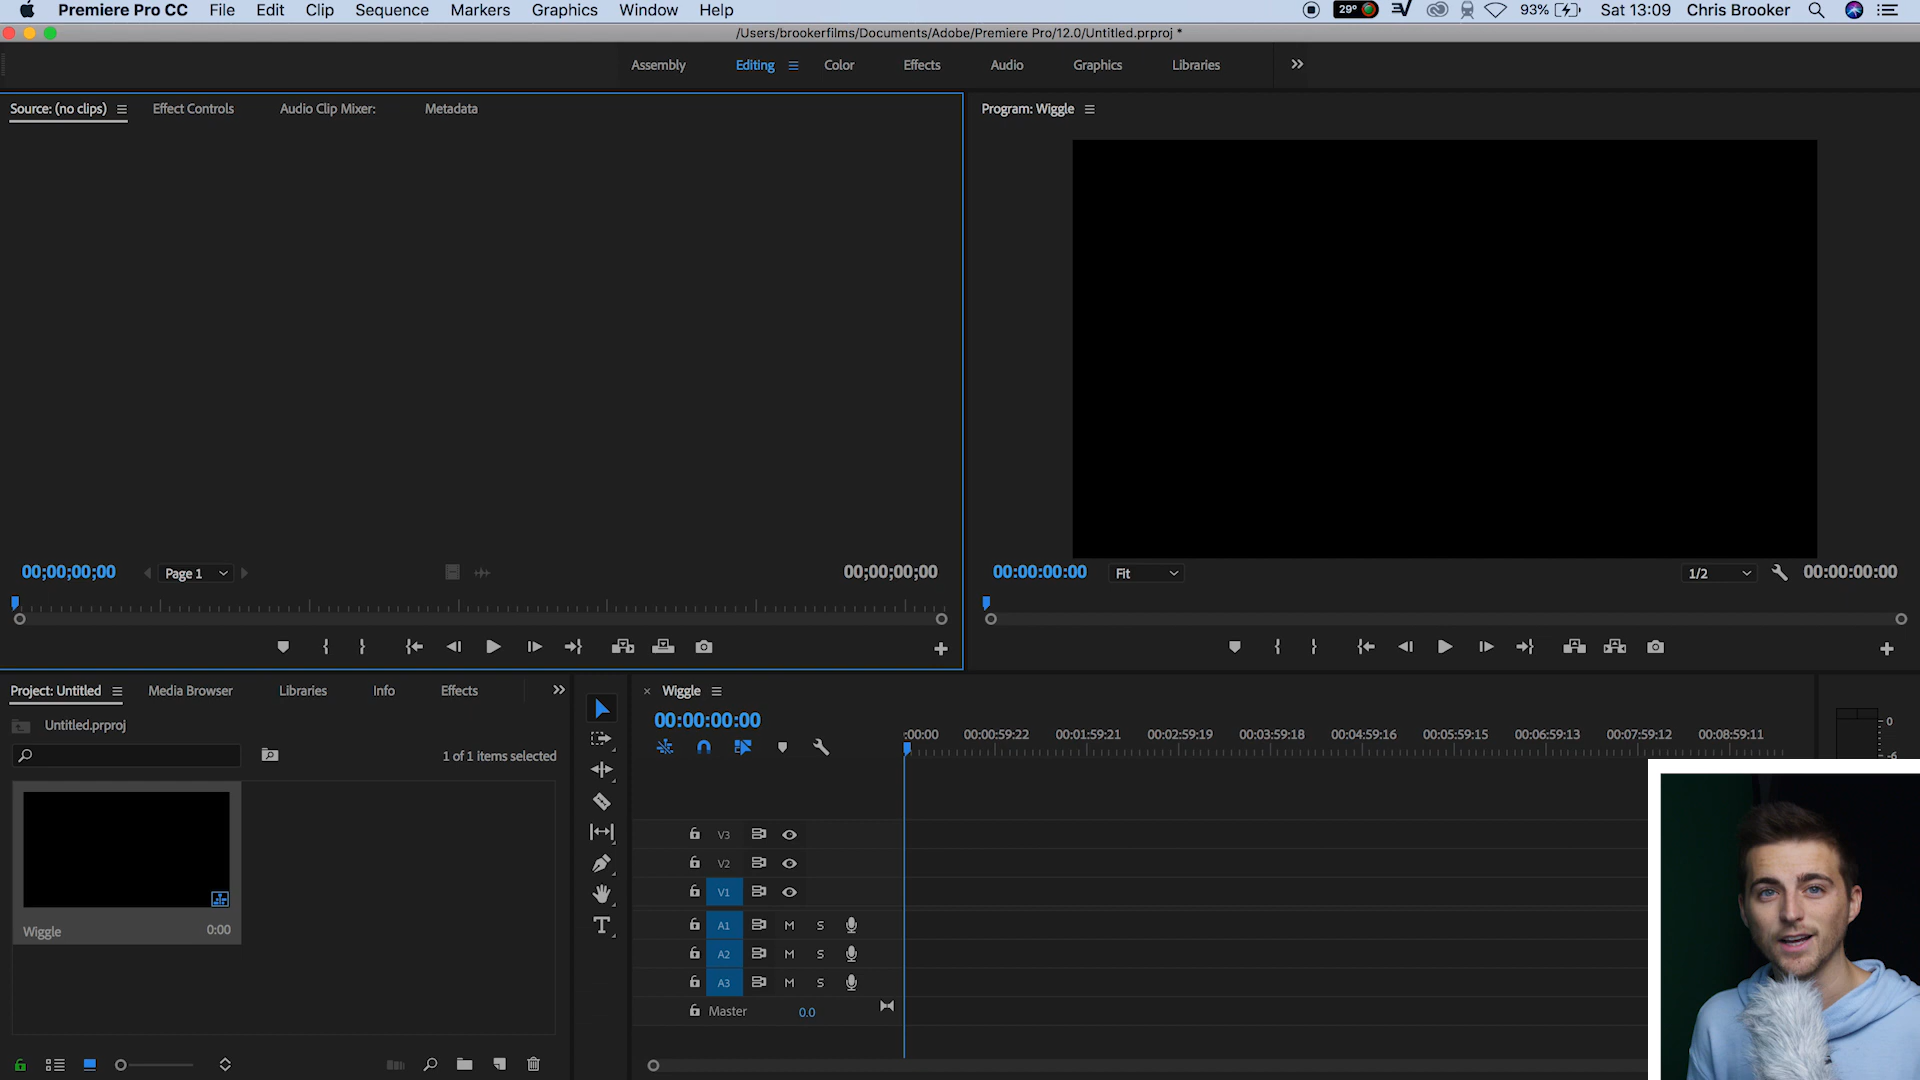 Premiere Pro CC File Edit Clip Sequence Markers Graphics Window Help 29° 93% Sat 13:09 Chris Brooker
/Users/brookerfilms/Documents/Adobe/Premiere Pro/12.0/Untitled.prproj *
Assembly Editing Color Effects Audio Graphics Libraries
Source: (no clips) Effect Controls Audio Clip Mixer: Metadata
Program: Wiggle
00;00;00;00 Page 1 00;00;00;00
00:00:00:00 Fit 1/2 00:00:00:00
Project: Untitled Media Browser Libraries Info Effects
Untitled.prproj
1 of 1 items selected
Wiggle 0:00
Wiggle
00:00:00:00
:00:00 00:00:59:22 00:01:59:21 00:02:59:19 00:03:59:18 00:04:59:16 00:05:59:15 00:06:59:13 00:07:59:12 00:08:59:11
V3
V2
V1
A1 M S
A2 M S
A3 M S
Master 0.0
0
-6